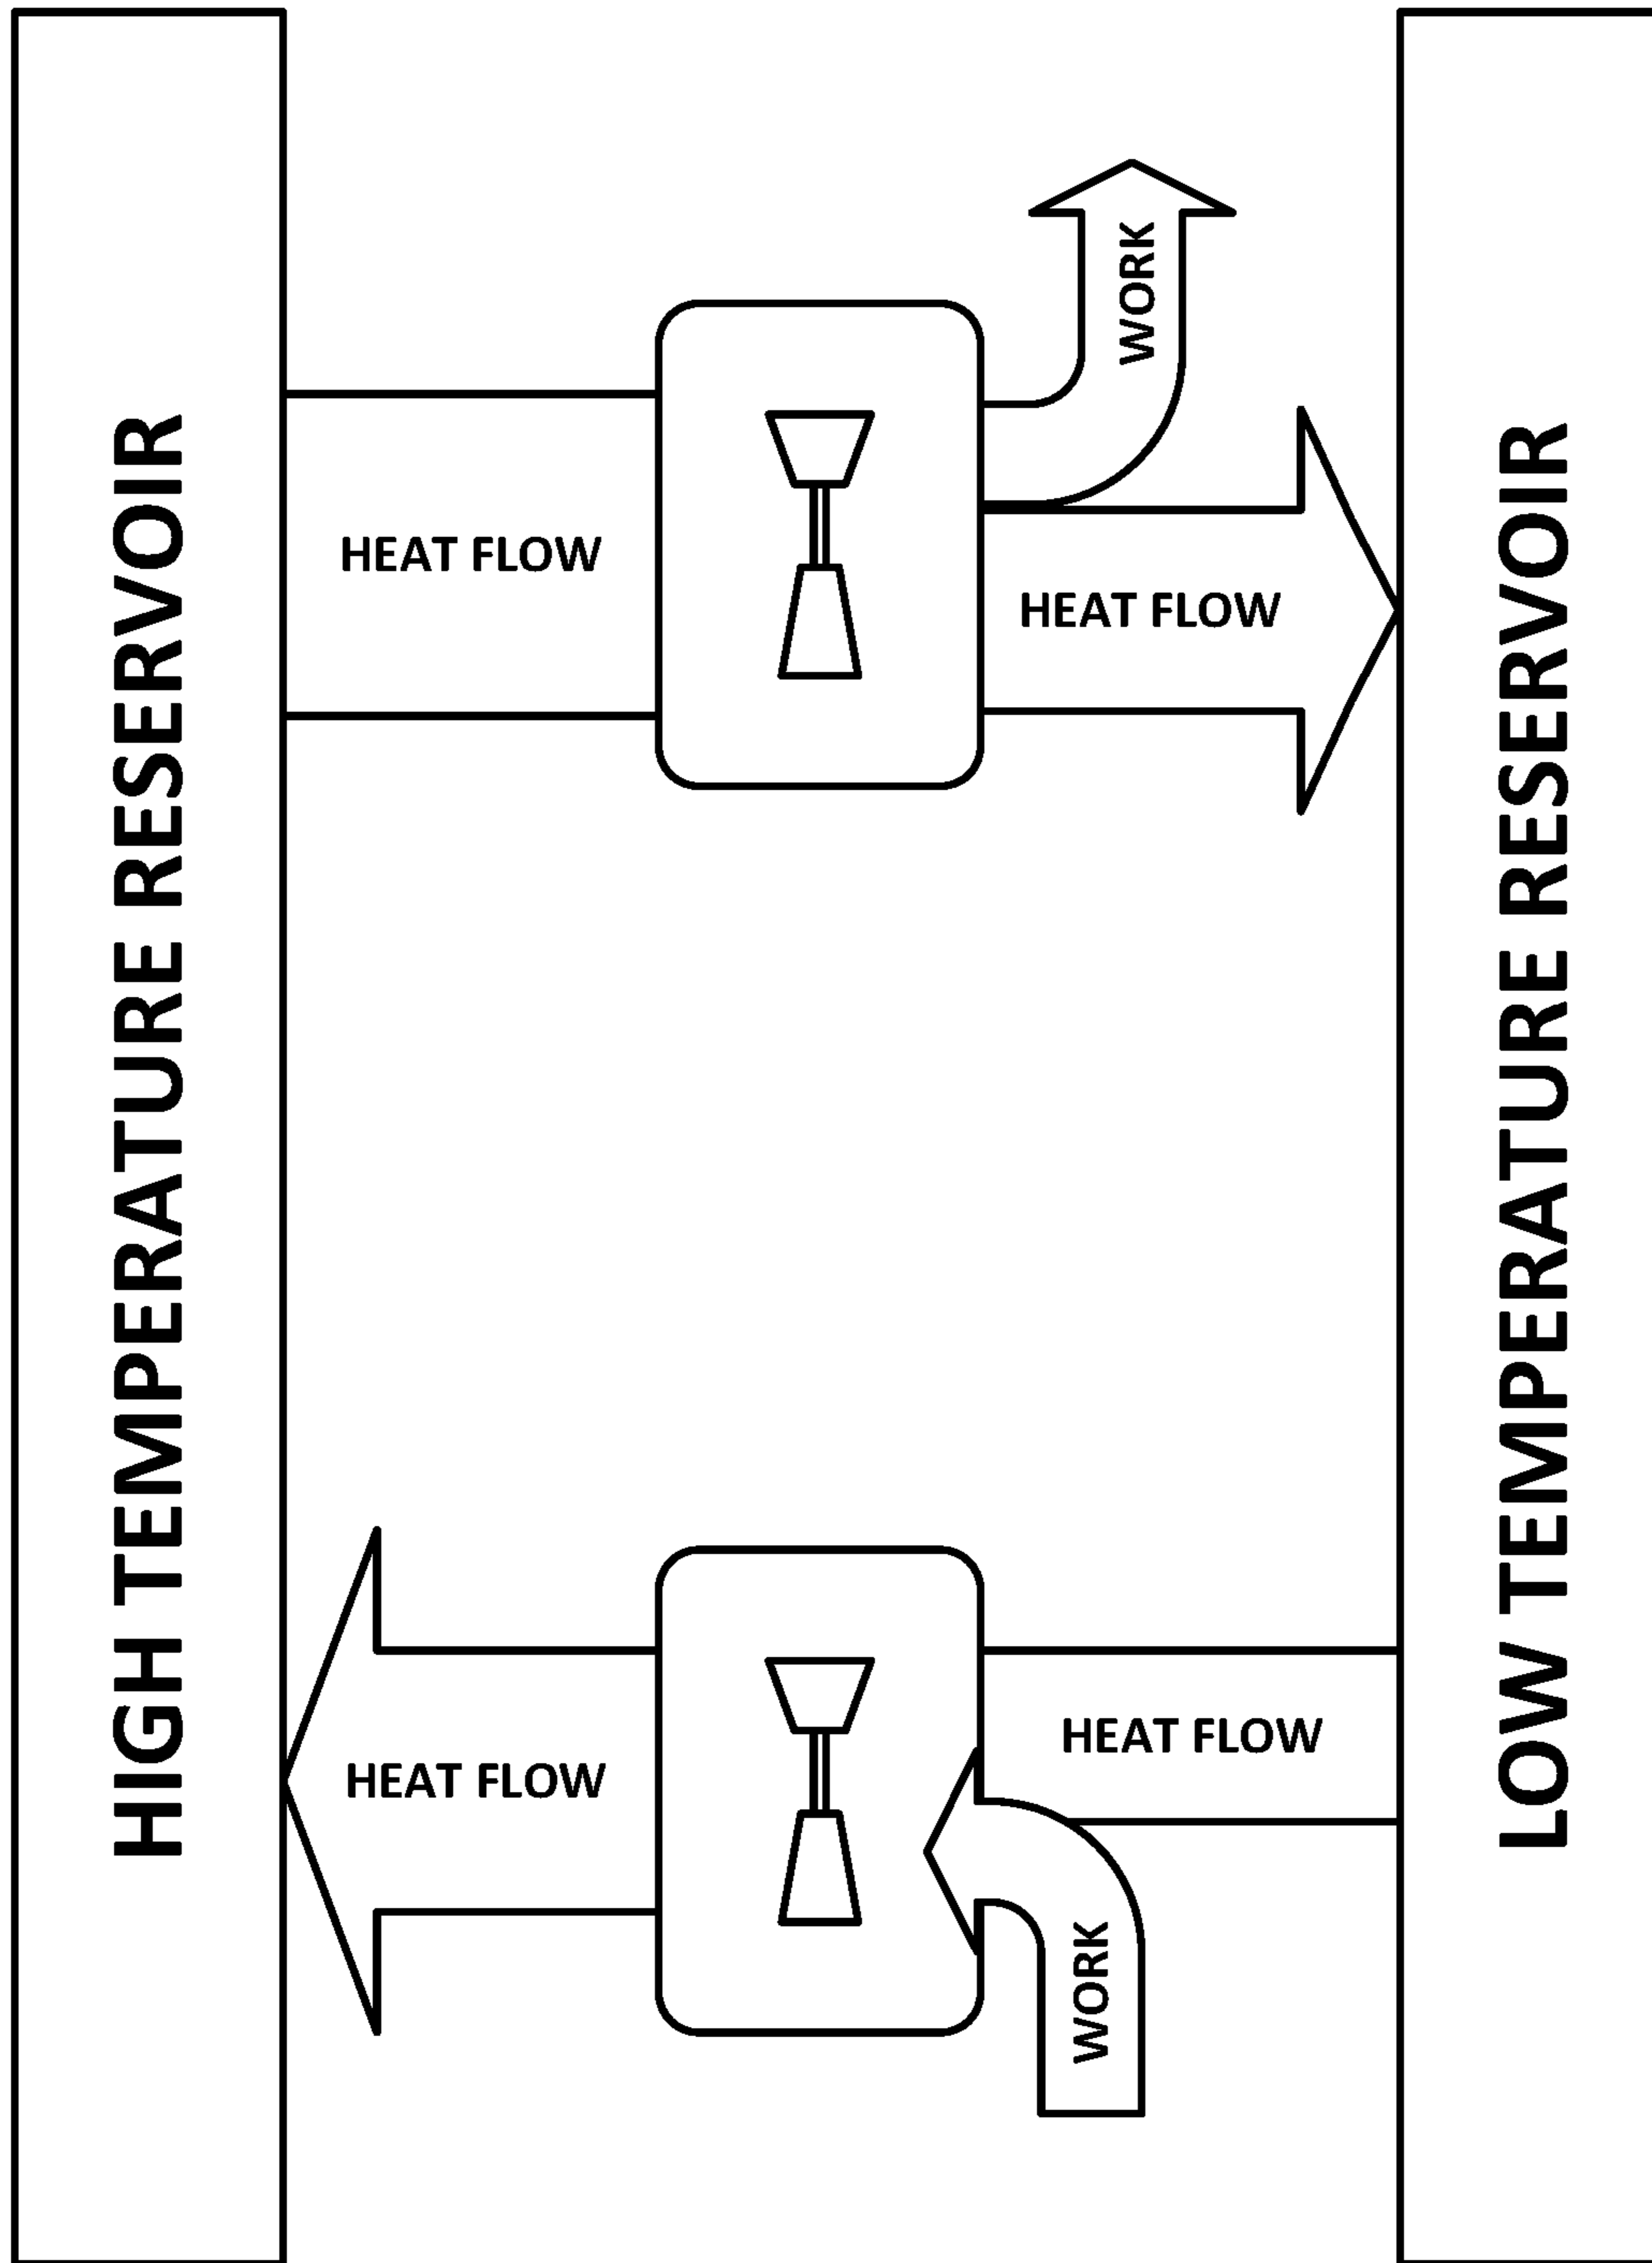 HIGH TEMPERATURE RESERVOIR
WORK
HEAT FLOW
HEAT FLOW
LOW TEMPERATURE RESERVOIR
HEAT FLOW
HEAT FLOW
WORK